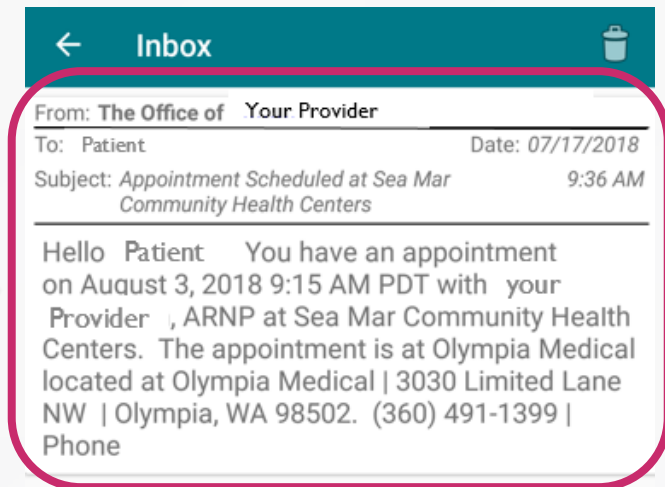 Inbox
From: The Office of Your Provider
To: Patient Date: 07/17/2018
Subject: Appointment Scheduled at Sea Mar 9:36 AM
Community Health Centers
Hello Patient You have an appointment
on August 3, 2018 9:15 AM PDT with your
Provider , ARNP at Sea Mar Community Health
Centers. The appointment is at Olympia Medical
located at Olympia Medical | 3030 Limited Lane
NW | Olympia, WA 98502. (360) 491-1399 |
Phone